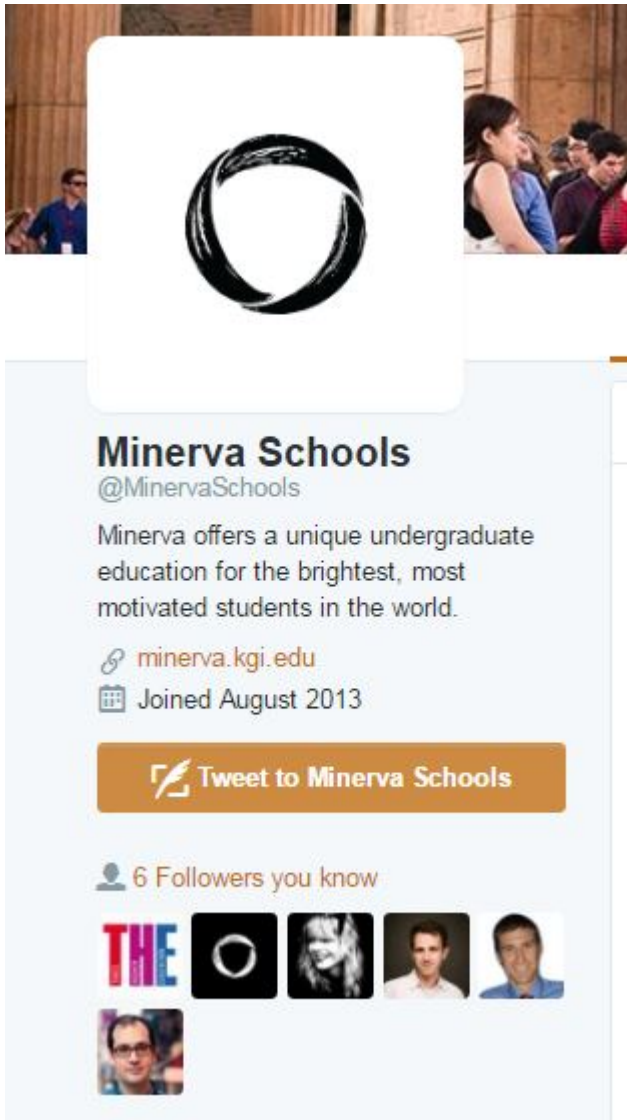 Minerva Schools
@MinervaSchools
Minerva offers a unique undergraduate
education for the brightest, most
motivated students in the world.
minerva.kgi.edu
Joined August 2013
Tweet to Minerva Schools
6 Followers you know
THE